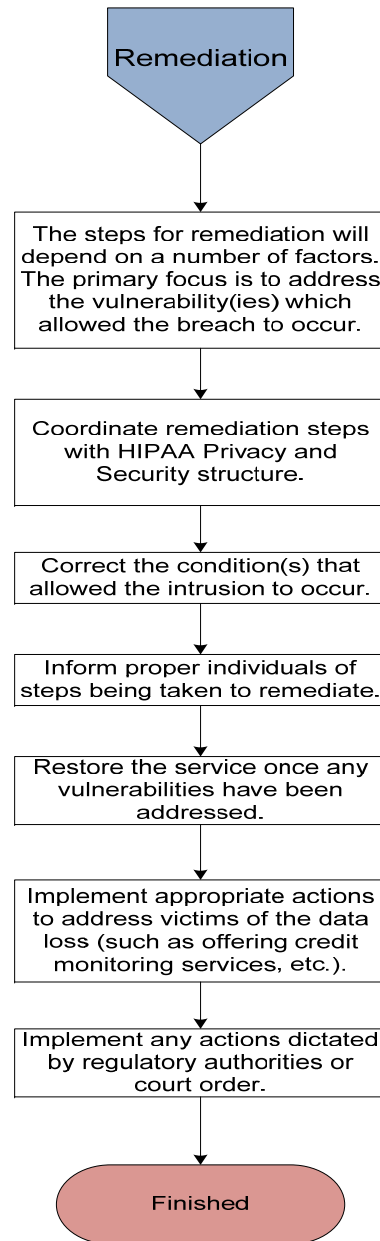 Remediation
The steps for remediation will
depend on a number of factors.
The primary focus is to address
the vulnerability(ies) which
allowed the breach to occur.
Coordinate remediation steps
with HIPAA Privacy and
Security structure.
Correct the condition(s) that
allowed the intrusion to occur.
Inform proper individuals of
steps being taken to remediate.
Restore the service once any
vulnerabilities have been
addressed.
Implement appropriate actions
to address victims of the data
loss (such as offering credit
monitoring services, etc.).
Implement any actions dictated
by regulatory authorities or
court order.
Finished